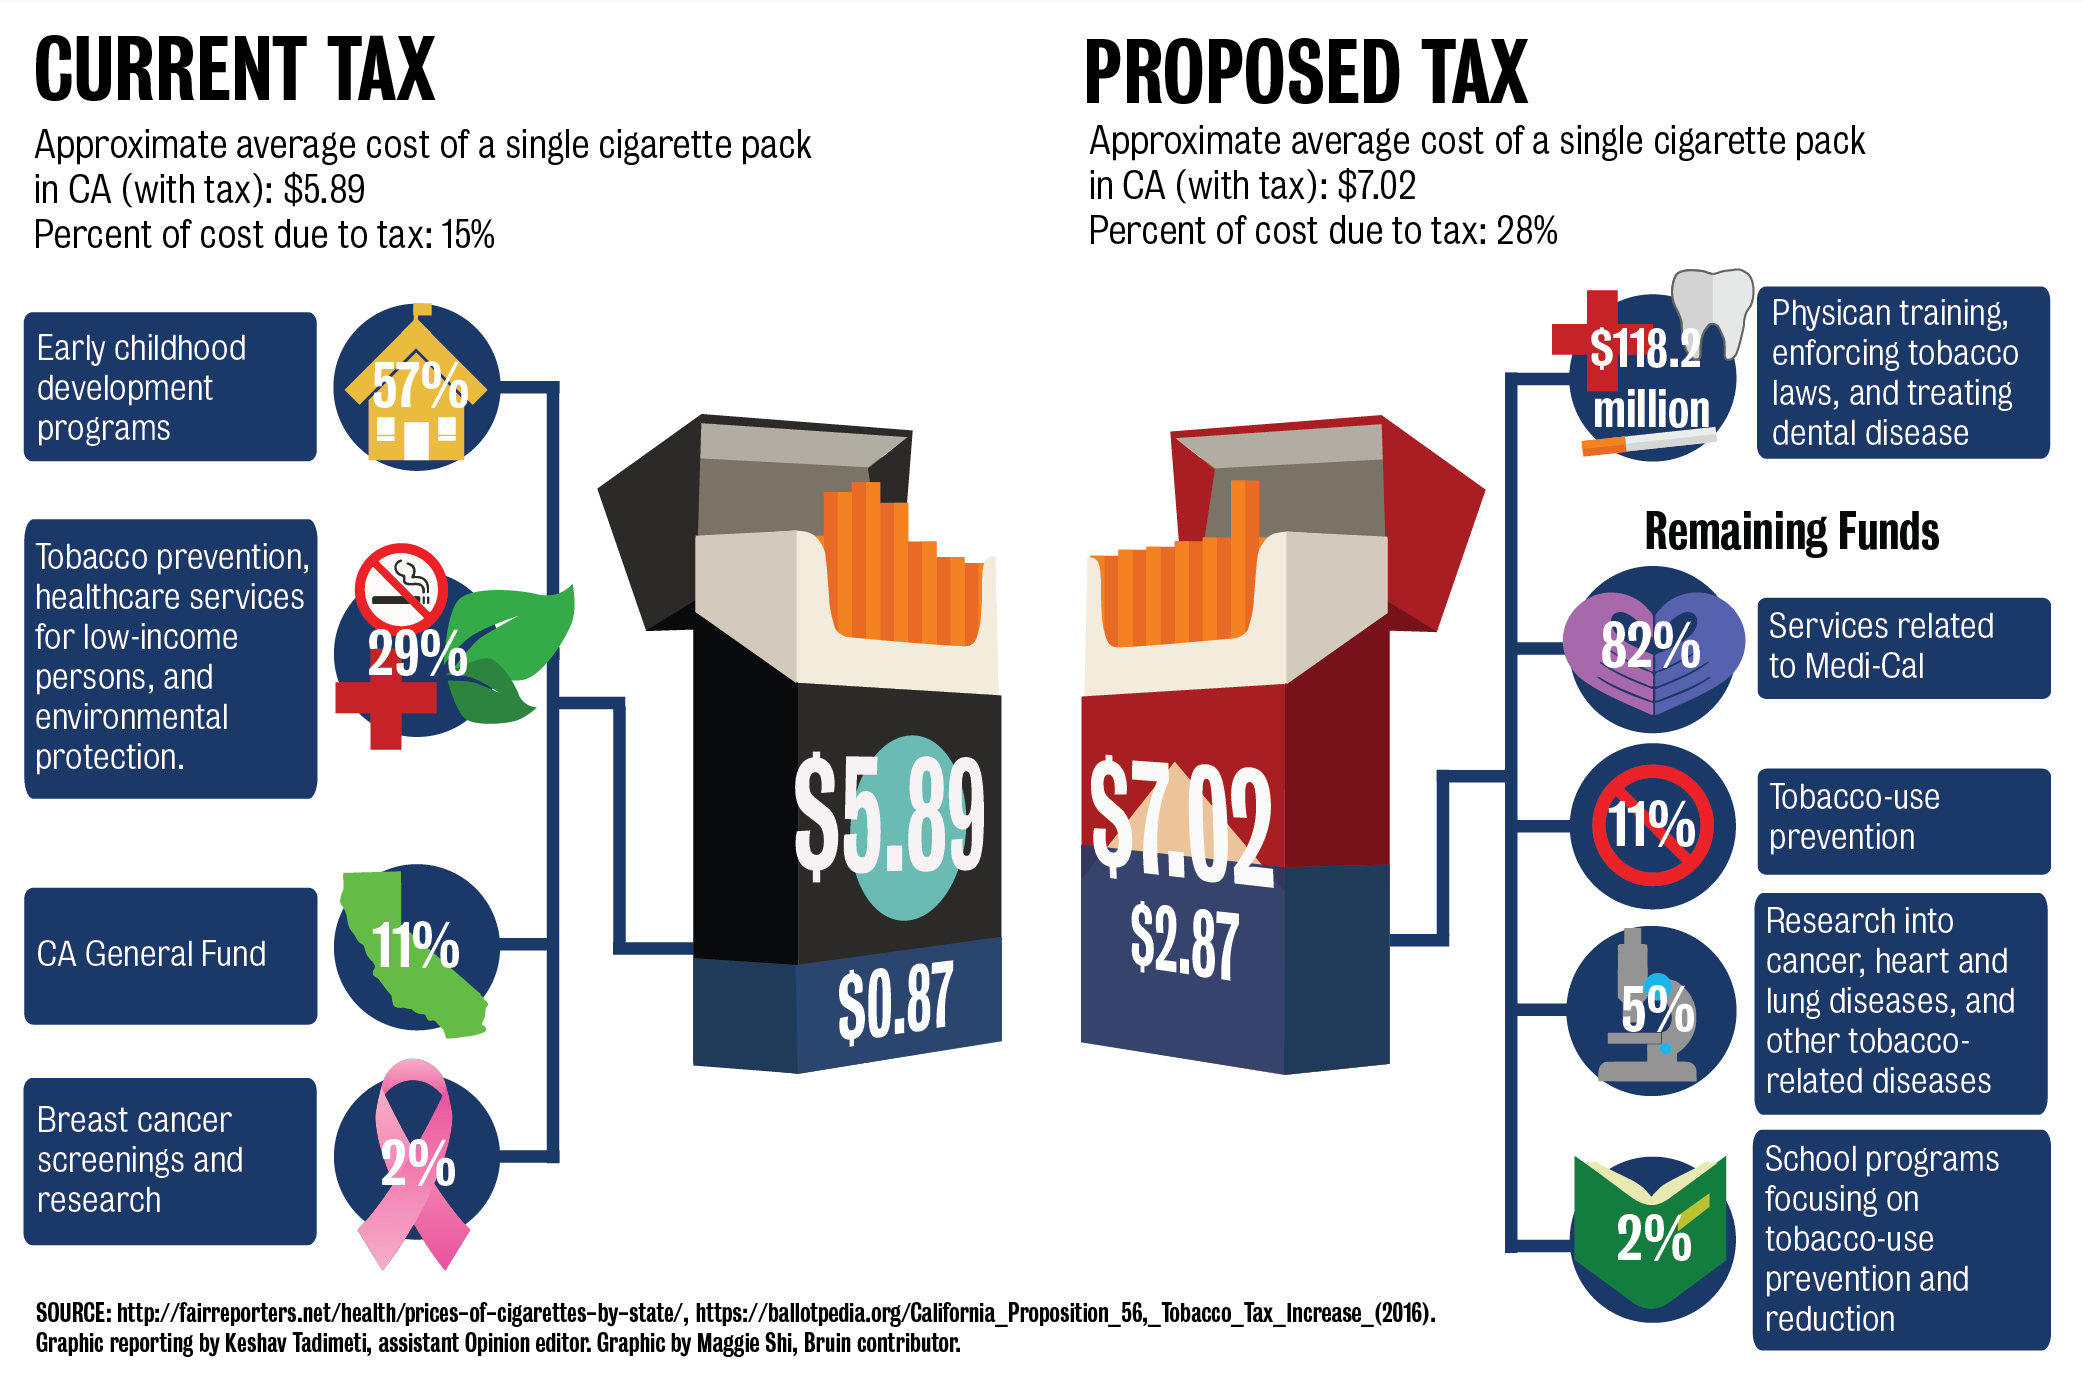 CURRENT TAX
Approximate average cost of a single cigarette pack
in CA (with tax): $5.89
Percent of cost due to tax: 15%
Early childhood
development
programs
57%
Tobacco prevention,
healthcare services
for low-income
persons, and
environmental
protection.
29%
CA General Fund
11%
Breast cancer
screenings and
research
2%
$5.89
$0.87
PROPOSED TAX
Approximate average cost of a single cigarette pack
in CA (with tax): $7.02
Percent of cost due to tax: 28%
$7.02
$2.87
$118.2
million
Physican training,
enforcing tobacco
laws, and treating
dental disease
Remaining Funds
82%
Services related
to Medi-Cal
11%
Tobacco-use
prevention
5%
Research into
cancer, heart and
lung diseases, and
other tobacco-
related diseases
2%
School programs
focusing on
tobacco-use
prevention and
reduction
SOURCE: http://fairreporters.net/health/prices-of-cigarettes-by-state/, https://ballotpedia.org/California_Proposition_56,_Tobacco_Tax_Increase_(2016).
Graphic reporting by Keshav Tadimeti, assistant Opinion editor. Graphic by Maggie Shi, Bruin contributor.